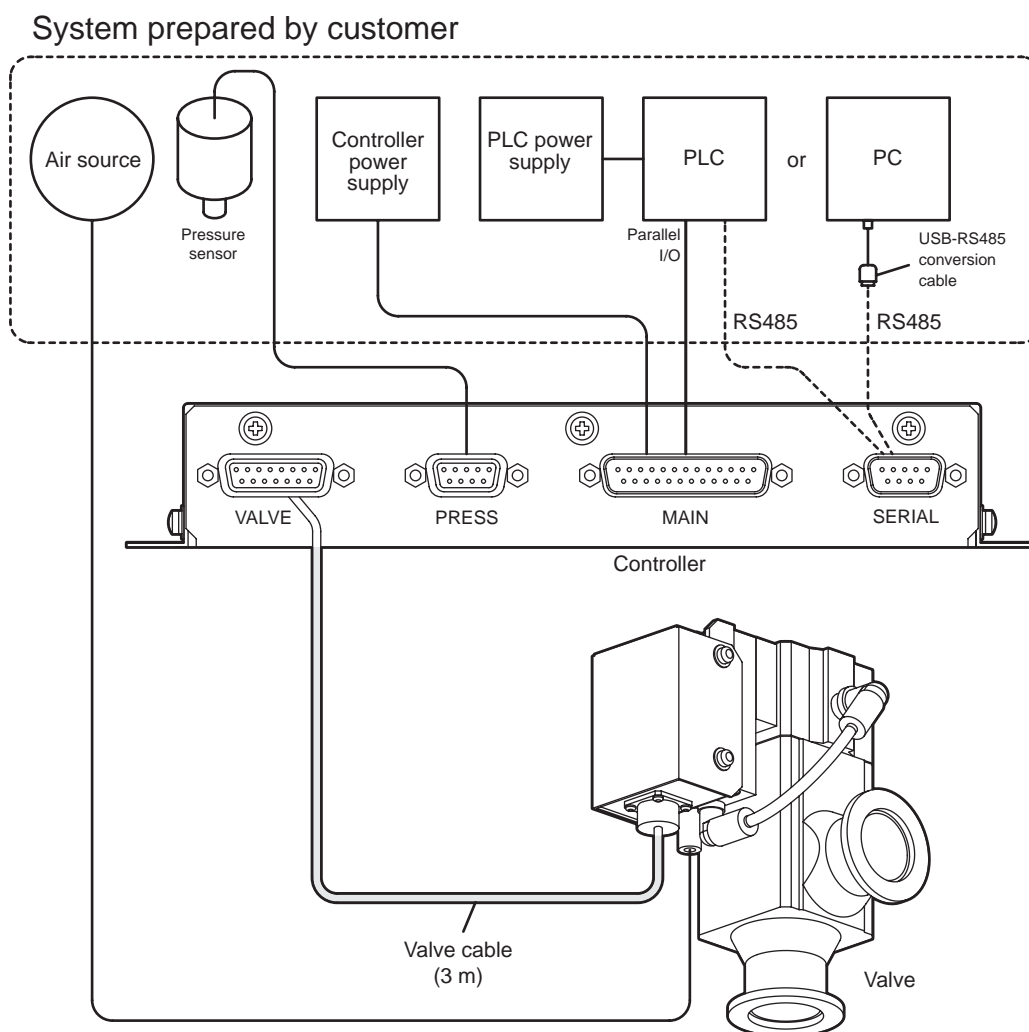 System prepared by customer
Air source
Pressure
sensor
Controller
power
supply
PLC power
supply
PLC
or
PC
Parallel
I/O
USB-RS485
conversion
cable
RS485
RS485
VALVE
PRESS
MAIN
SERIAL
Controller
Valve cable
(3 m)
Valve